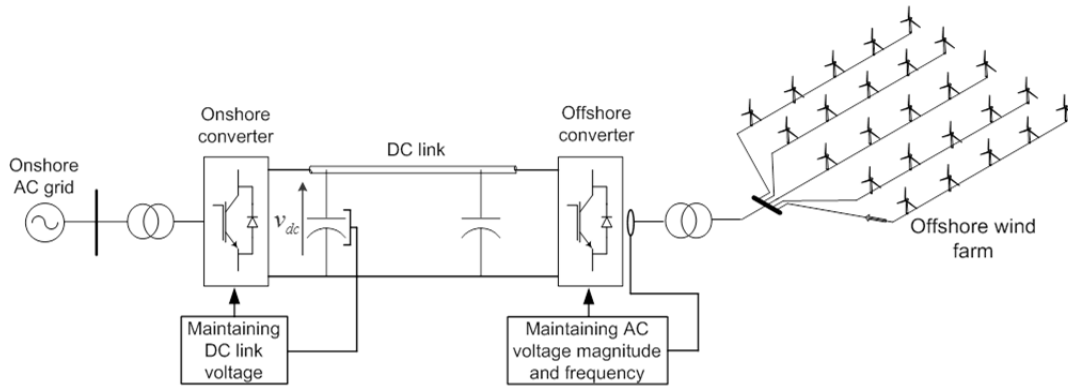 Onshore
AC grid
Onshore
converter
DC link
Offshore
converter
v_dc
Offshore wind
farm
Maintaining
DC link
voltage
Maintaining AC
voltage magnitude
and frequency